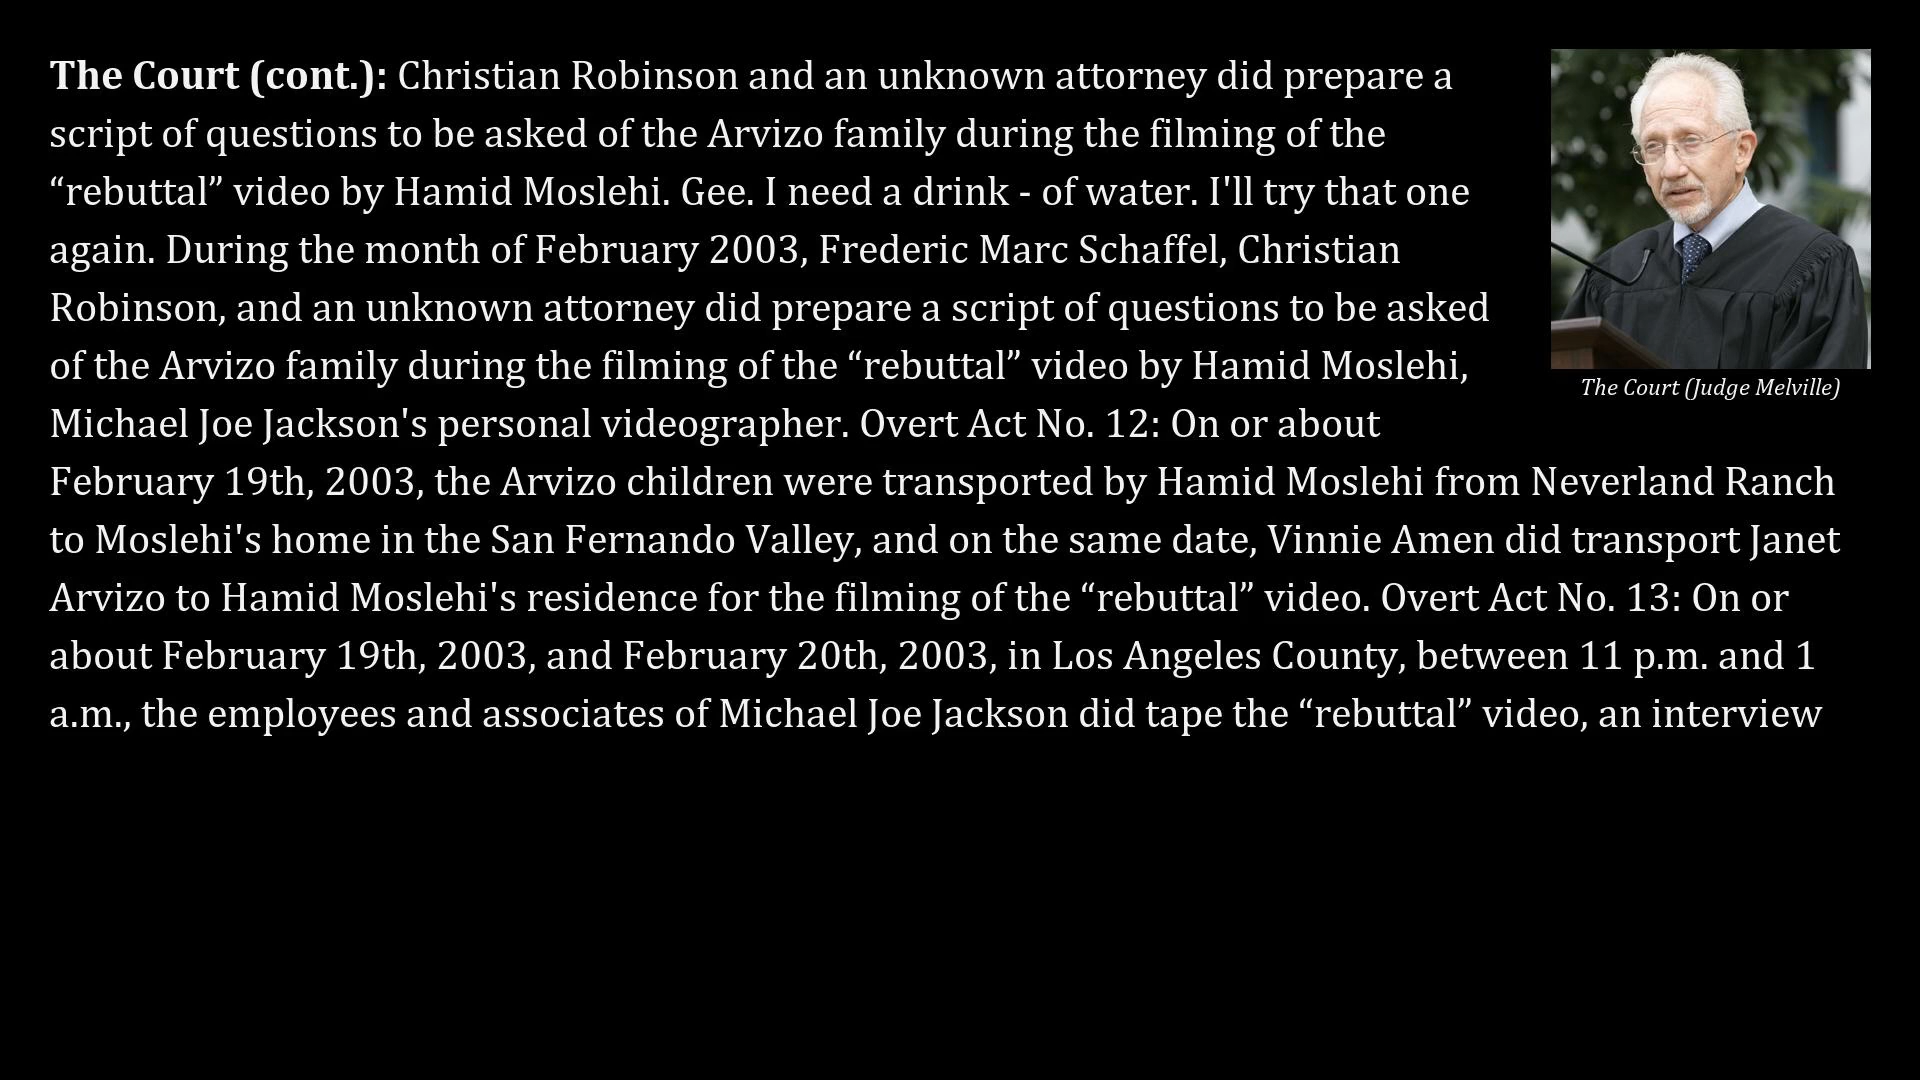 The Court (cont.): Christian Robinson and an unknown attorney did prepare a
script of questions to be asked of the Arvizo family during the filming of the
“rebuttal” video by Hamid Moslehi. Gee. I need a drink - of water. I'll try that one
again. During the month of February 2003, Frederic Marc Schaffel, Christian
Robinson, and an unknown attorney did prepare a script of questions to be asked
of the Arvizo family during the filming of the “rebuttal” video by Hamid Moslehi,
Michael Joe Jackson's personal videographer. Overt Act No. 12: On or about
February 19th, 2003, the Arvizo children were transported by Hamid Moslehi from Neverland Ranch
to Moslehi's home in the San Fernando Valley, and on the same date, Vinnie Amen did transport Janet
Arvizo to Hamid Moslehi's residence for the filming of the “rebuttal” video. Overt Act No. 13: On or
about February 19th, 2003, and February 20th, 2003, in Los Angeles County, between 11 p.m. and 1
a.m., the employees and associates of Michael Joe Jackson did tape the “rebuttal” video, an interview
The Court (Judge Melville)